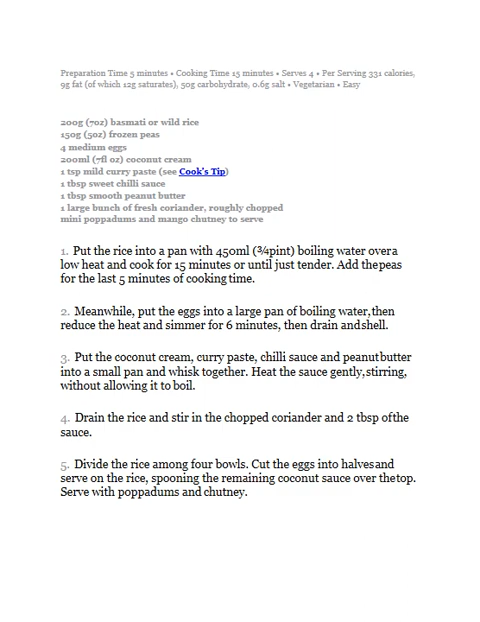 Preparation Time 5 minutes • Cooking Time 15 minutes • Serves 4 • Per Serving 331 calories,
9g fat (of which 12g saturates), 50g carbohydrate, 0.6g salt • Vegetarian • Easy
200g (7oz) basmati or wild rice
150g (5oz) frozen peas
4 medium eggs
200ml (7fl oz) coconut cream
1 tsp mild curry paste (see Cook's Tip)
1 tbsp sweet chilli sauce
1 tbsp smooth peanut butter
1 large bunch of fresh coriander, roughly chopped
mini poppadums and mango chutney to serve
1. Put the rice into a pan with 450ml (¾pint) boiling water overa
low heat and cook for 15 minutes or until just tender. Add thepeas
for the last 5 minutes of cooking time.
2. Meanwhile, put the eggs into a large pan of boiling water,then
reduce the heat and simmer for 6 minutes, then drain andshell.
3. Put the coconut cream, curry paste, chilli sauce and peanutbutter
into a small pan and whisk together. Heat the sauce gently,stirring,
without allowing it to boil.
4. Drain the rice and stir in the chopped coriander and 2 tbsp ofthe
sauce.
5. Divide the rice among four bowls. Cut the eggs into halvesand
serve on the rice, spooning the remaining coconut sauce over thetop.
Serve with poppadums and chutney.